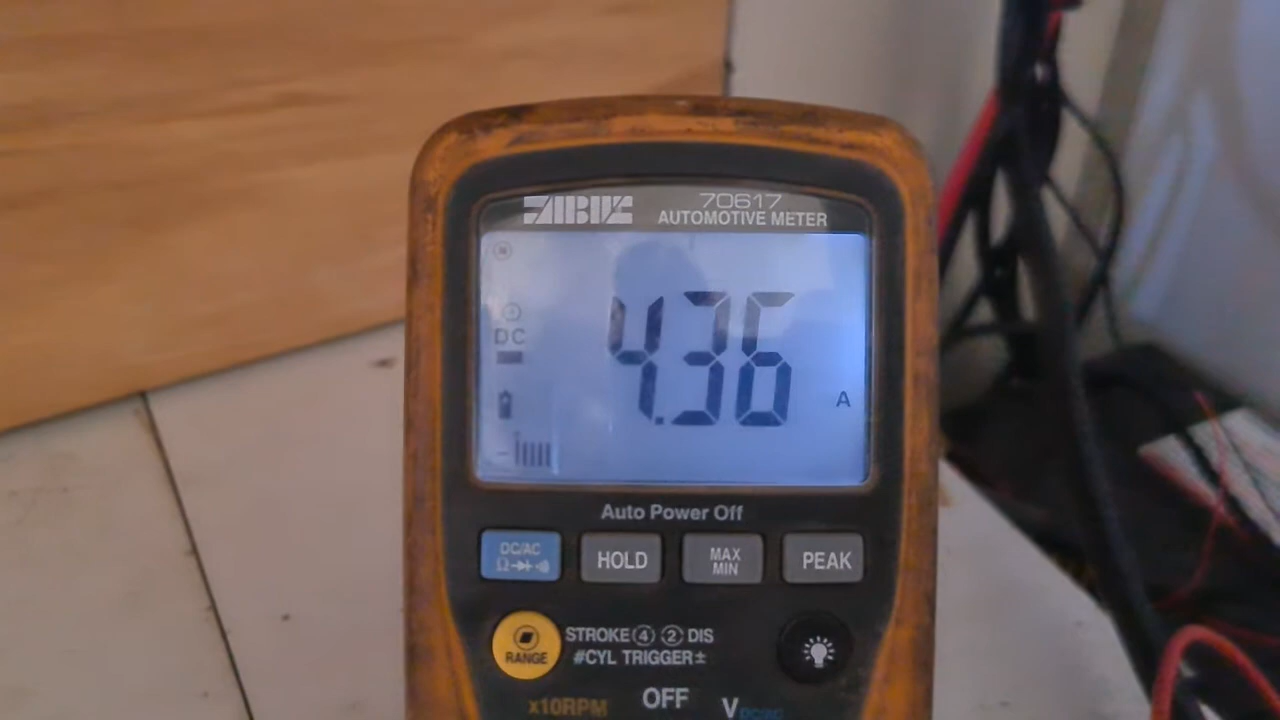 70617
AUTOMOTIVE METER
DC
4.36
A
Auto Power Off
DC/AC
Ω
HOLD
MAX
MIN
PEAK
RANGE
STROKE ④ ② DIS
#CYL TRIGGER±
x10RPM
OFF
V